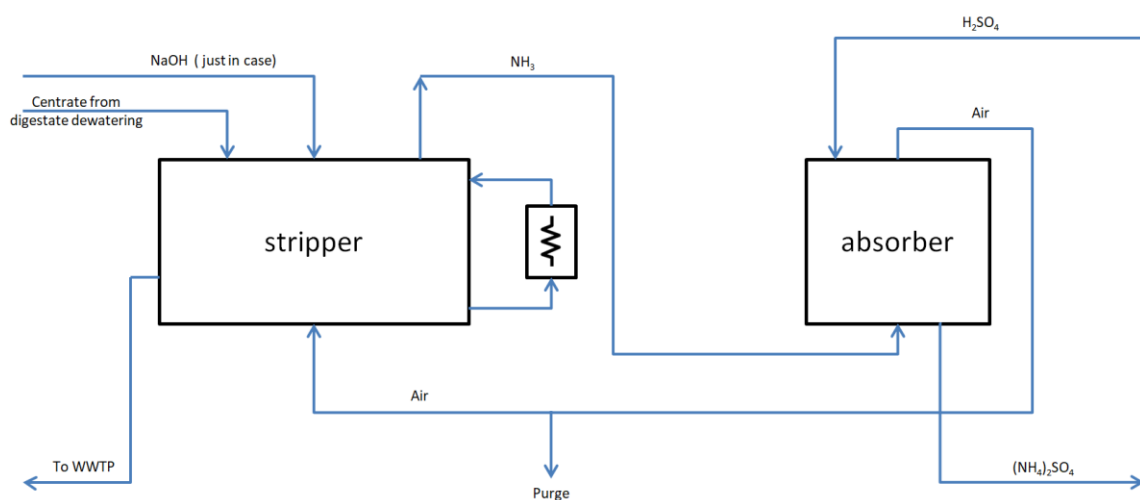 H₂SO₄
NaOH ( just in case)
NH₃
Centrate from
digestate dewatering
Air
stripper
absorber
Air
To WWTP
(NH₄)₂SO₄
Purge